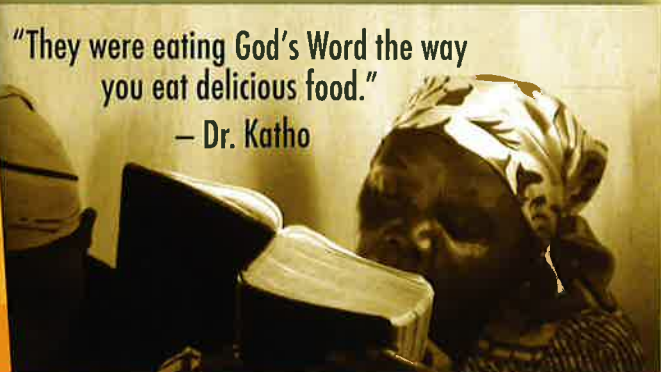 “They were eating God’s Word the way
you eat delicious food.”
– Dr. Katho